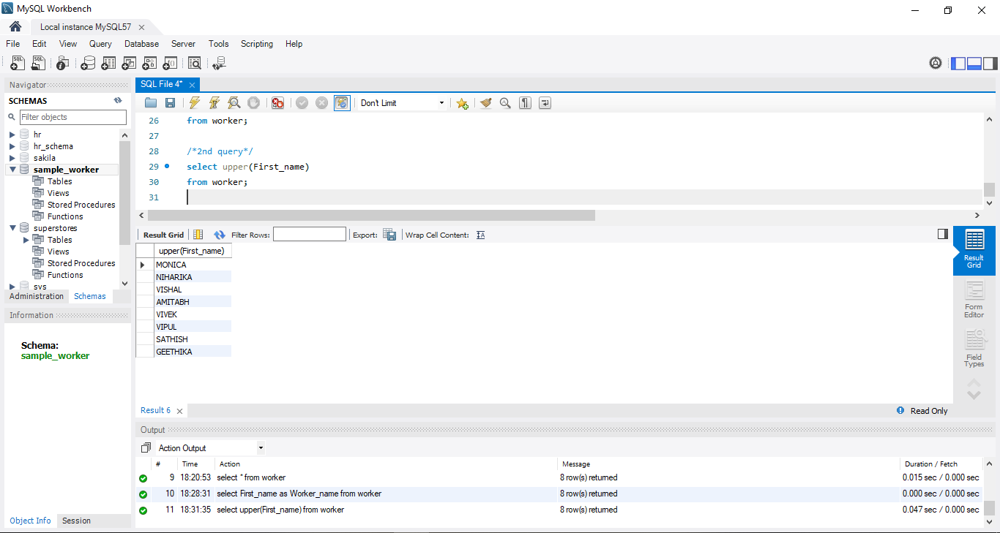 MySQL Workbench
Local instance MySQL57
File Edit View Query Database Server Tools Scripting Help
Navigator
SCHEMAS
Filter objects
hr
hr_schema
sakila
sample_worker
Tables
Views
Stored Procedures
Functions
superstores
Tables
Views
Stored Procedures
Functions
sys
Administration Schemas
Information
Schema:
sample_worker
Object Info Session
SQL File 4*
Don't Limit
26 from worker;
27
28 /*2nd query*/
29 select upper(First_name)
30 from worker;
31
Result Grid Filter Rows: Export: Wrap Cell Content:
upper(First_name)
MONICA
NIHARIKA
VISHAL
AMITABH
VIVEK
VIPUL
SATHISH
GEETHIKA
Result
Grid
Form
Editor
Field
Types
Result 6 Read Only
Output
Action Output
# Time Action Message Duration / Fetch
9 18:20:53 select * from worker 8 row(s) returned 0.015 sec / 0.000 sec
10 18:28:31 select First_name as Worker_name from worker 8 row(s) returned 0.000 sec / 0.000 sec
11 18:31:35 select upper(First_name) from worker 8 row(s) returned 0.047 sec / 0.000 sec